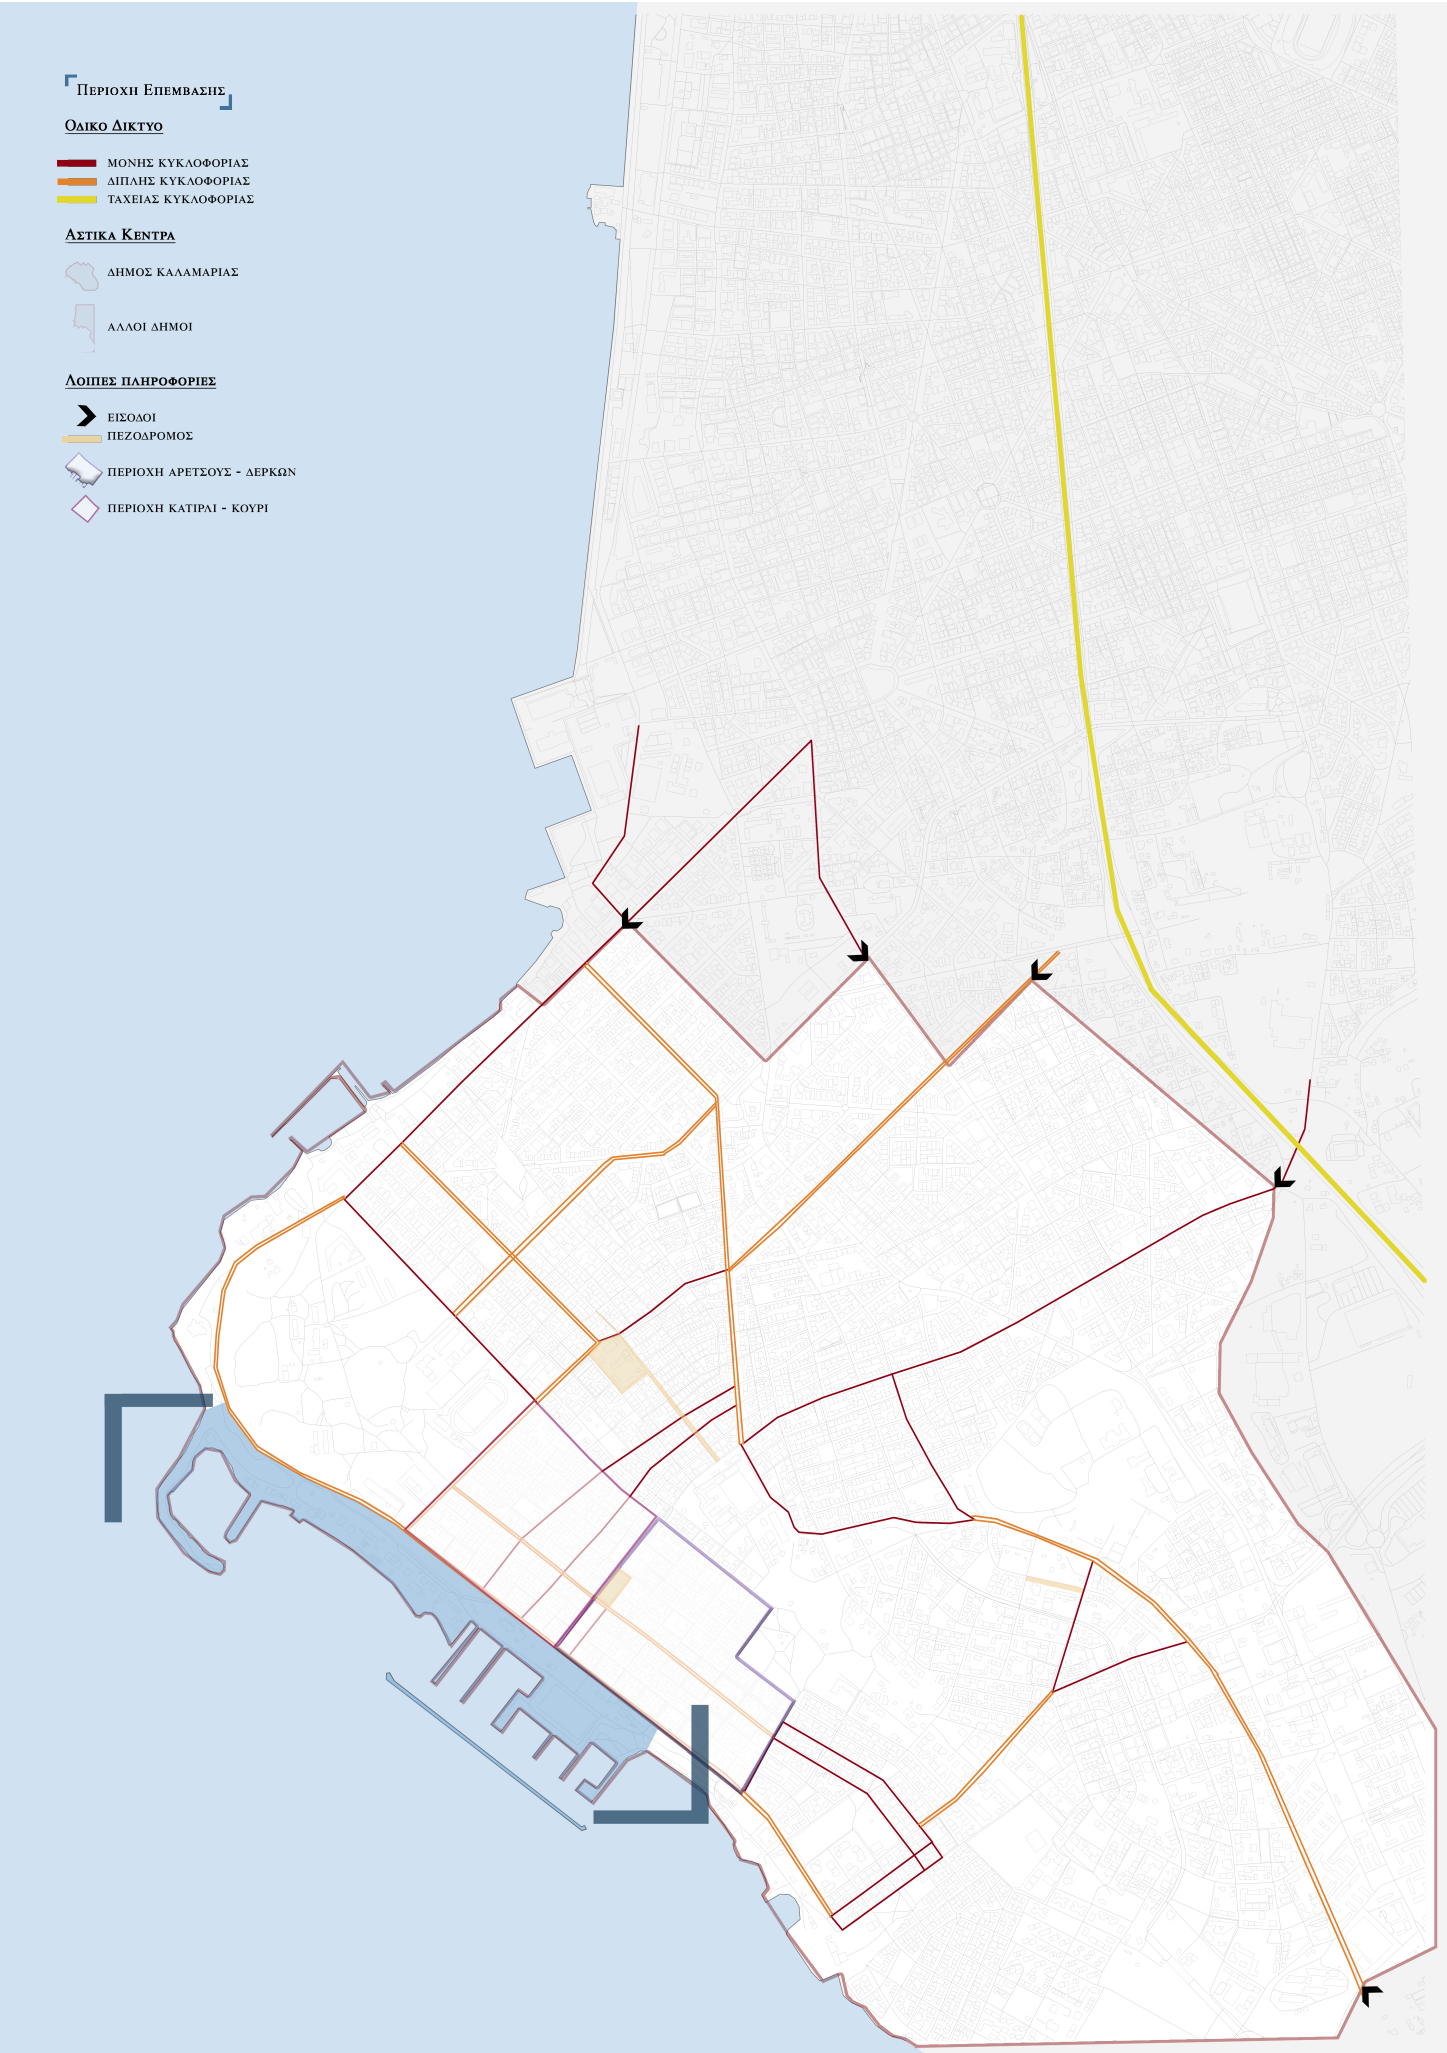 ΠΕΡΙΟΧΗ ΕΠΕΜΒΑΣΗΣ
ΟΔΙΚΟ ΔΙΚΤΥΟ
ΜΟΝΗΣ ΚΥΚΛΟΦΟΡΙΑΣ
ΔΙΠΛΗΣ ΚΥΚΛΟΦΟΡΙΑΣ
ΤΑΧΕΙΑΣ ΚΥΚΛΟΦΟΡΙΑΣ
ΑΣΤΙΚΑ ΚΕΝΤΡΑ
ΔΗΜΟΣ ΚΑΛΑΜΑΡΙΑΣ
ΑΛΛΟΙ ΔΗΜΟΙ
ΛΟΙΠΕΣ ΠΛΗΡΟΦΟΡΙΕΣ
ΕΙΣΟΔΟΙ
ΠΕΖΟΔΡΟΜΟΣ
ΠΕΡΙΟΧΗ ΑΡΕΤΣΟΥΣ - ΔΕΡΚΩΝ
ΠΕΡΙΟΧΗ ΚΑΤΙΡΛΙ - ΚΟΥΡΙ